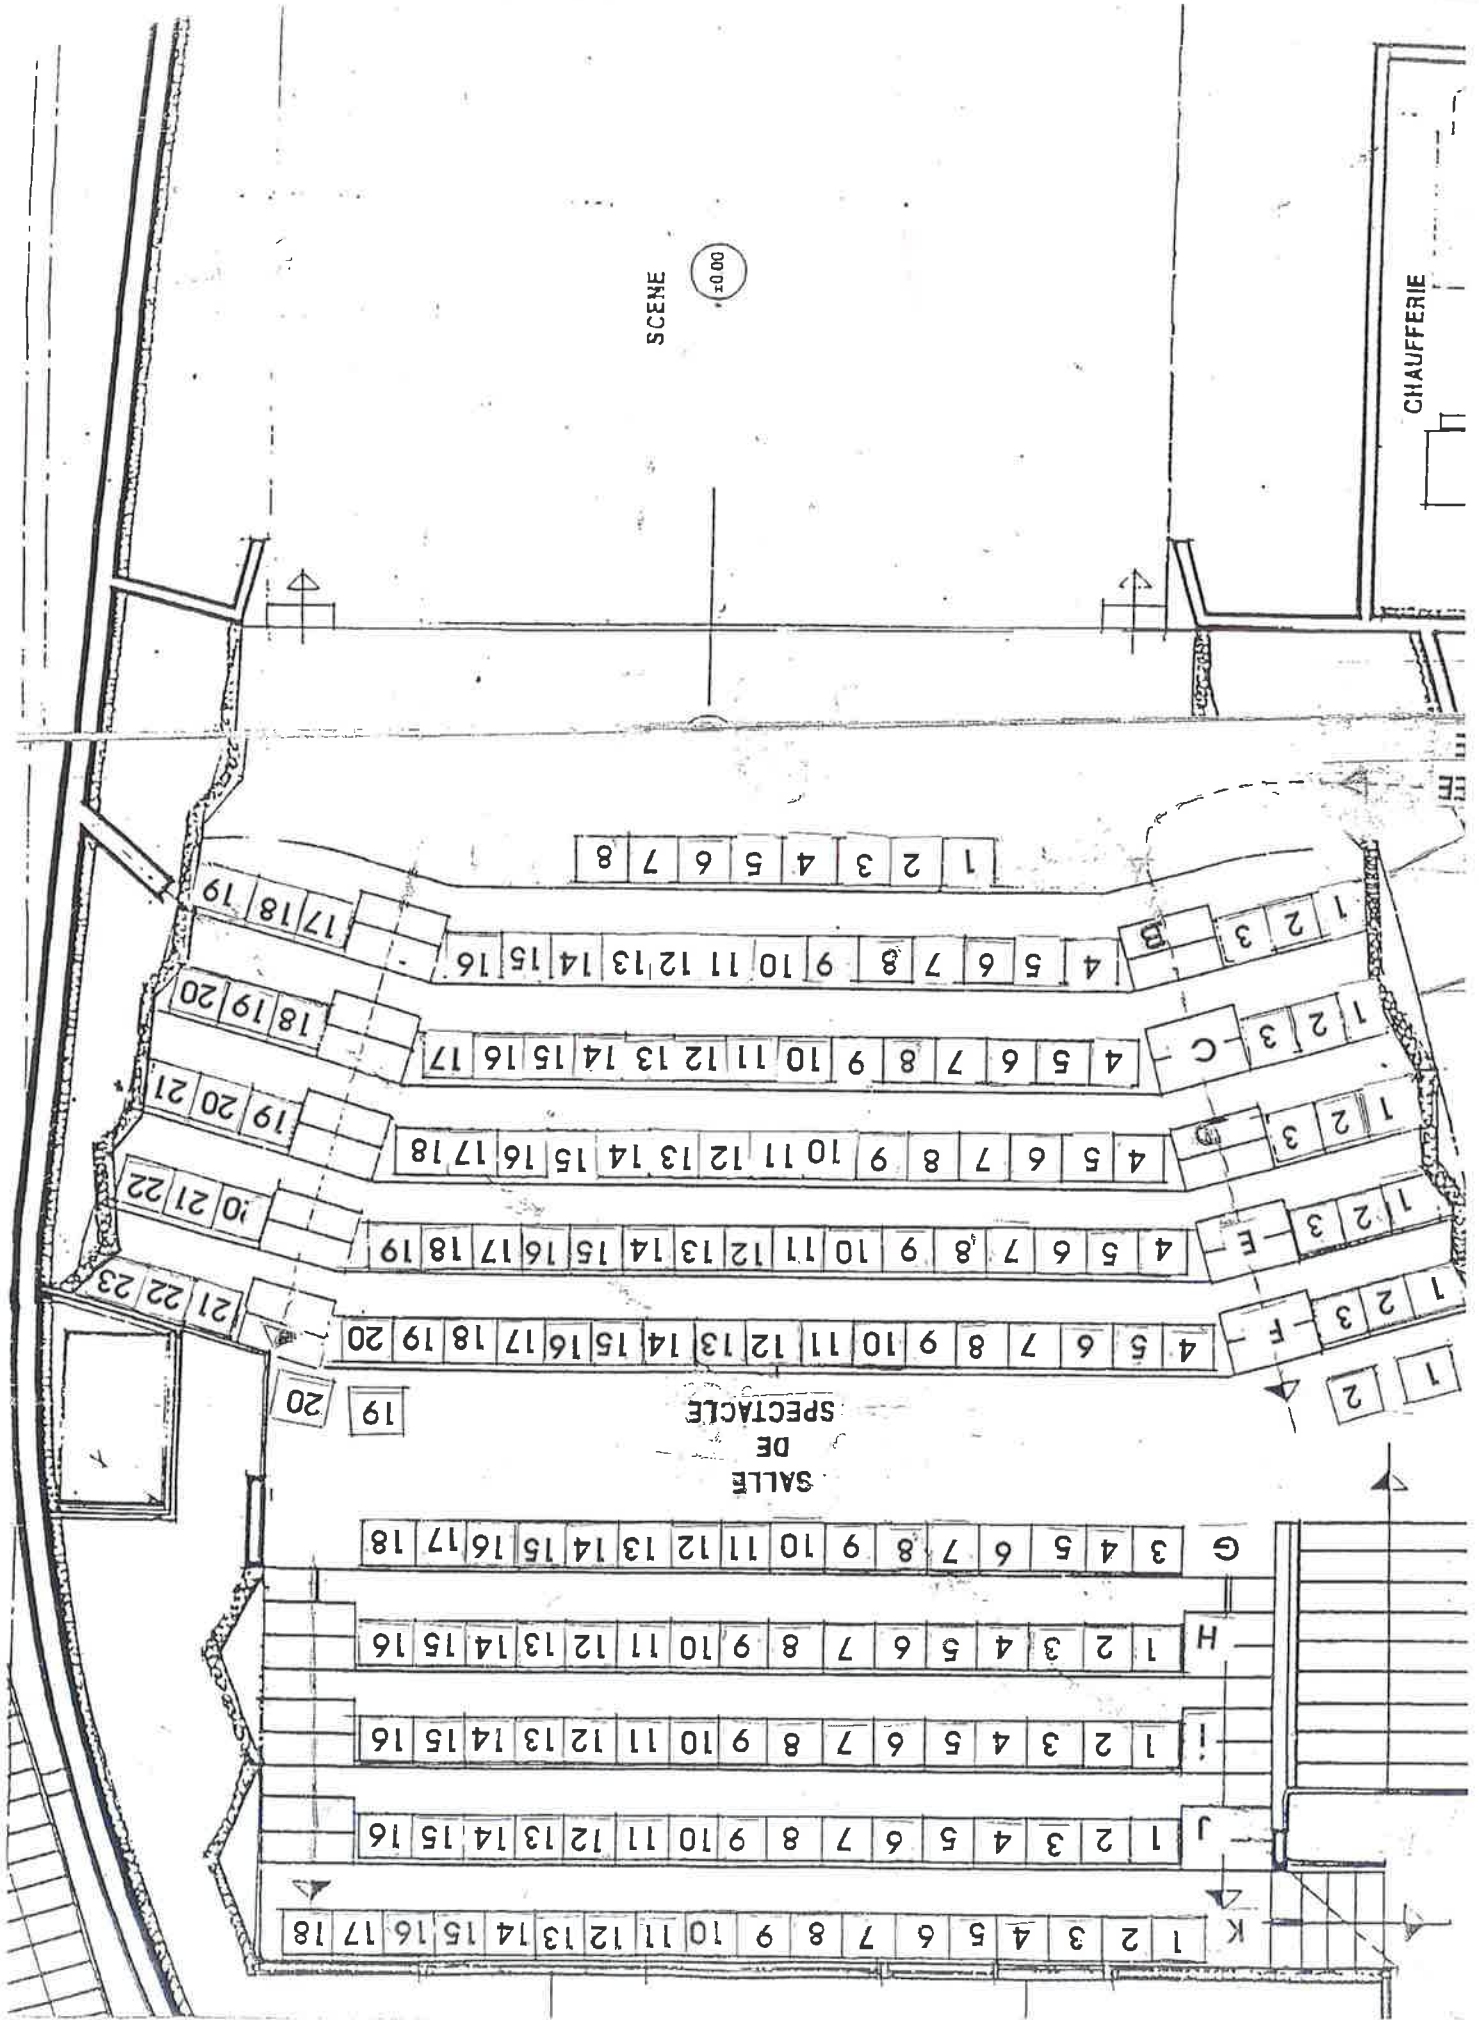 SCENE
±0.00
CHAUFFERIE
1 2 3 4 5 6 7 8
1 2 3 B 4 5 6 7 8 9 10 11 12 13 14 15 16 17 18 19
1 2 3 C 4 5 6 7 8 9 10 11 12 13 14 15 16 17 18 19 20
1 2 3 D 4 5 6 7 8 9 10 11 12 13 14 15 16 17 18 19 20 21
1 2 3 E 4 5 6 7 8 9 10 11 12 13 14 15 16 17 18 19 20 21 22
1 2 3 F 4 5 6 7 8 9 10 11 12 13 14 15 16 17 18 19 20 21 22 23
1 2 19 20
SALLE
DE
SPECTACLE
G 3 4 5 6 7 8 9 10 11 12 13 14 15 16 17 18
H 1 2 3 4 5 6 7 8 9 10 11 12 13 14 15 16
i 1 2 3 4 5 6 7 8 9 10 11 12 13 14 15 16
J 1 2 3 4 5 6 7 8 9 10 11 12 13 14 15 16
K 1 2 3 4 5 6 7 8 9 10 11 12 13 14 15 16 17 18